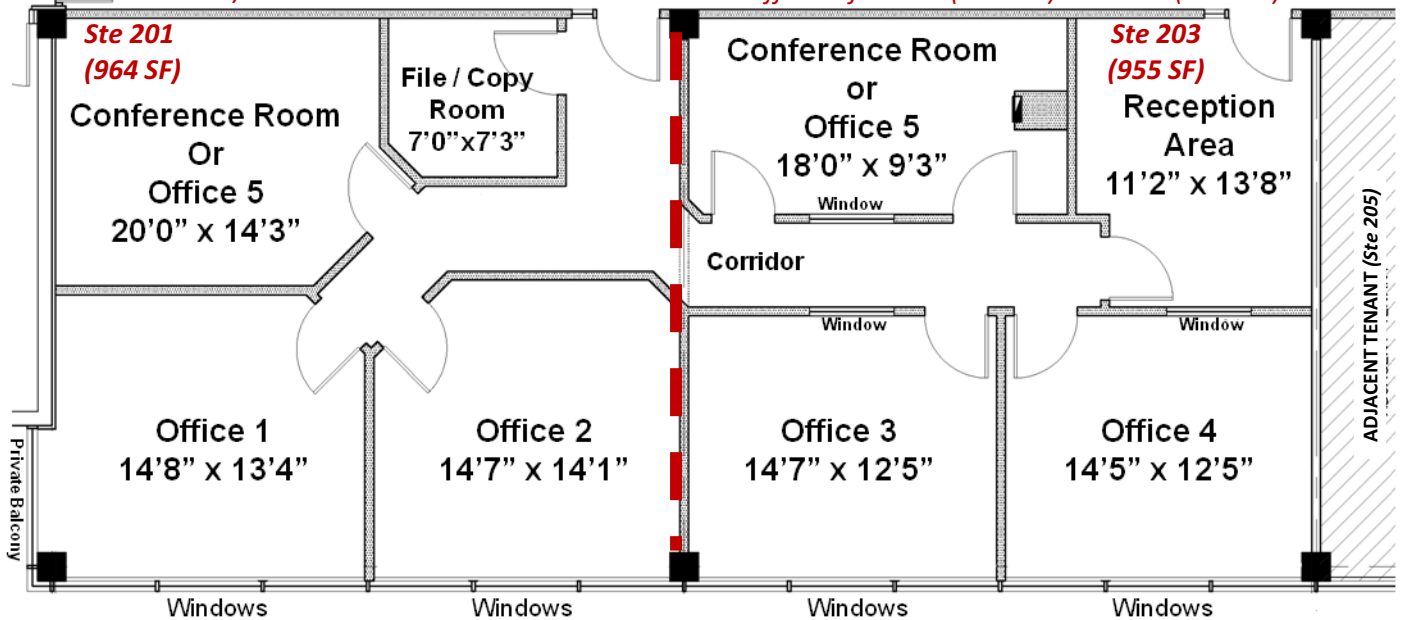 Ste 201
(964 SF)
Conference Room
Or
Office 5
20’0” x 14’3”
File / Copy
Room
7’0”x7’3”
Conference Room
or
Office 5
18’0” x 9’3”
Window
Ste 203
(955 SF)
Reception
Area
11’2” x 13’8”
Corridor
Window
Window
ADJACENT TENANT (Ste 205)
Office 1
14’8” x 13’4”
Office 2
14’7” x 14’1”
Office 3
14’7” x 12’5”
Office 4
14’5” x 12’5”
Private Balcony
Windows
Windows
Windows
Windows